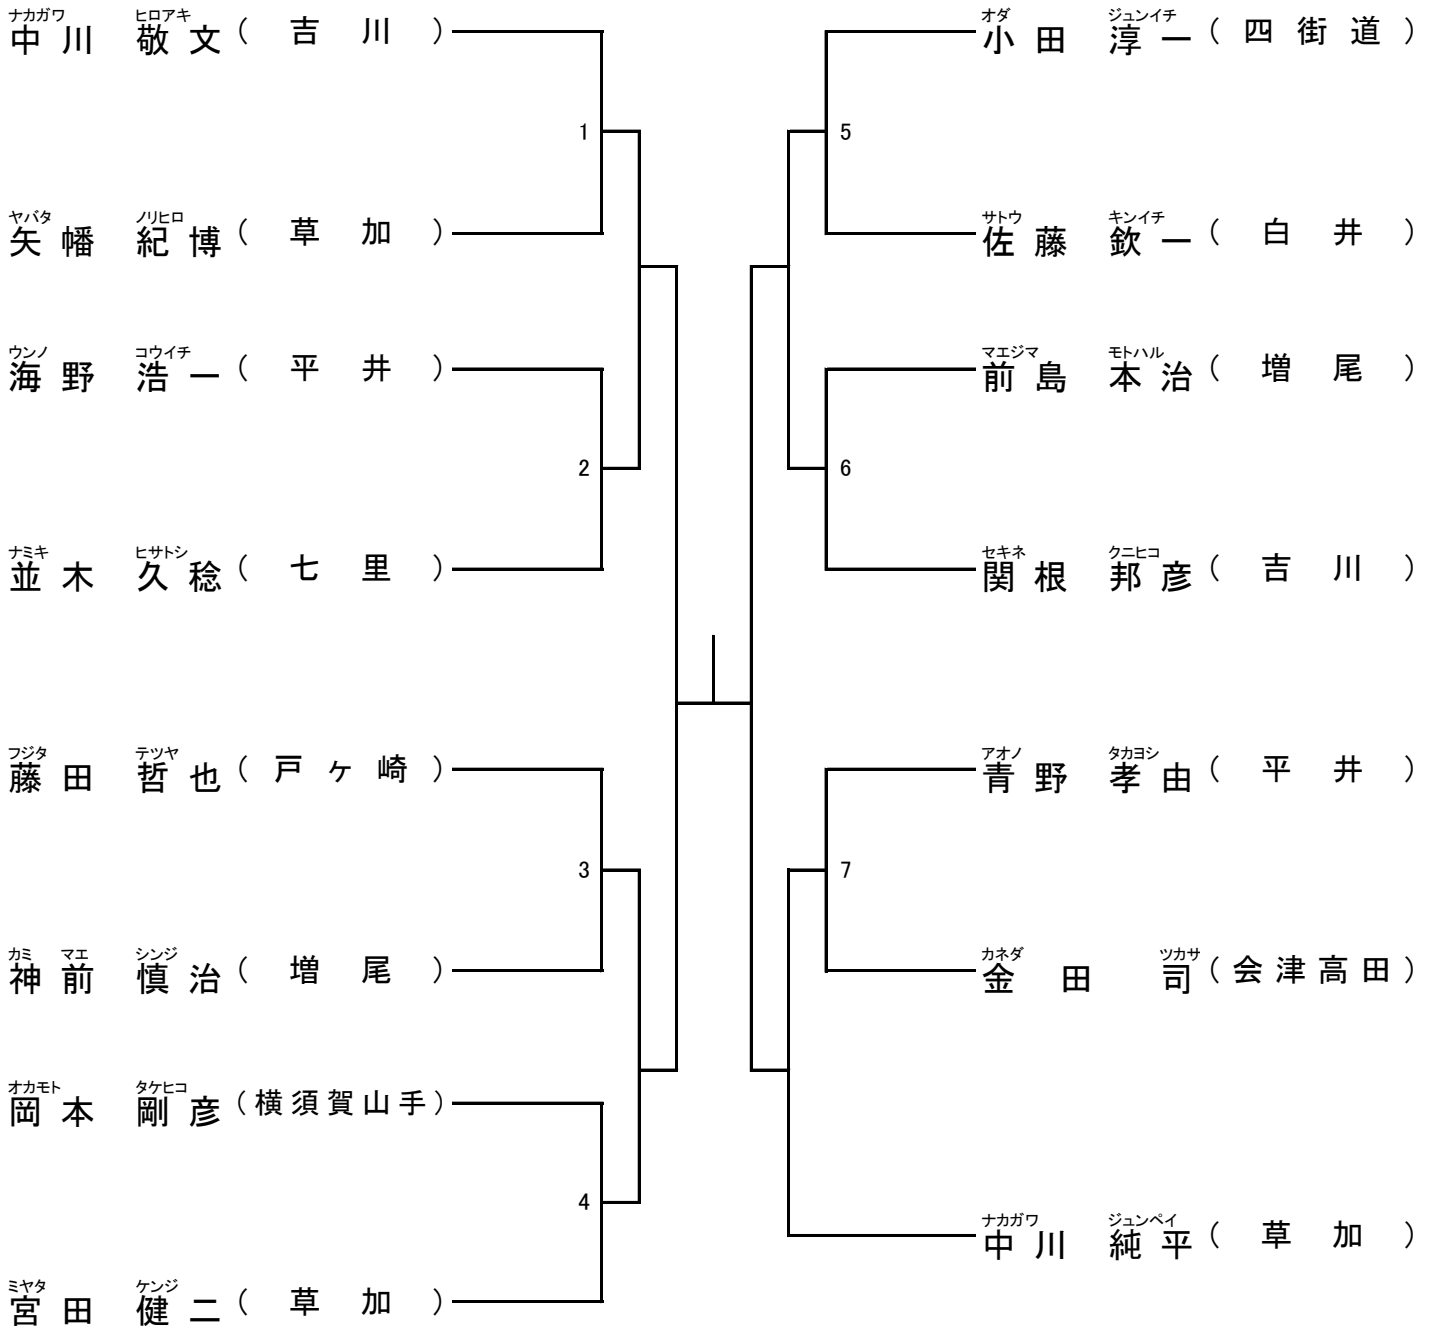 ナカガワ ヒロアキ
中川 敬文 ( 吉川 )
1
ヤバタ ノリヒロ
矢幡 紀博 ( 草加 )
ウンノ コウイチ
海野 浩一 ( 平井 )
2
ナミキ ヒサトシ
並木 久稔 ( 七里 )
フジタ テツヤ
藤田 哲也 ( 戸ヶ崎 )
3
カミ マエ シンジ
神前 慎治 ( 増尾 )
オカモト タケヒコ
岡本 剛彦 ( 横須賀山手 )
4
ミヤタ ケンジ
宮田 健二 ( 草加 )
オダ ジュンイチ
小田 淳一 ( 四街道 )
5
サトウ キンイチ
佐藤 欽一 ( 白井 )
マエジマ モトハル
前島 本治 ( 増尾 )
6
セキネ クニヒコ
関根 邦彦 ( 吉川 )
アオノ タカヨシ
青野 孝由 ( 平井 )
7
カネダ ツカサ
金田 司 ( 会津高田 )
ナカガワ ジュンペイ
中川 純平 ( 草加 )